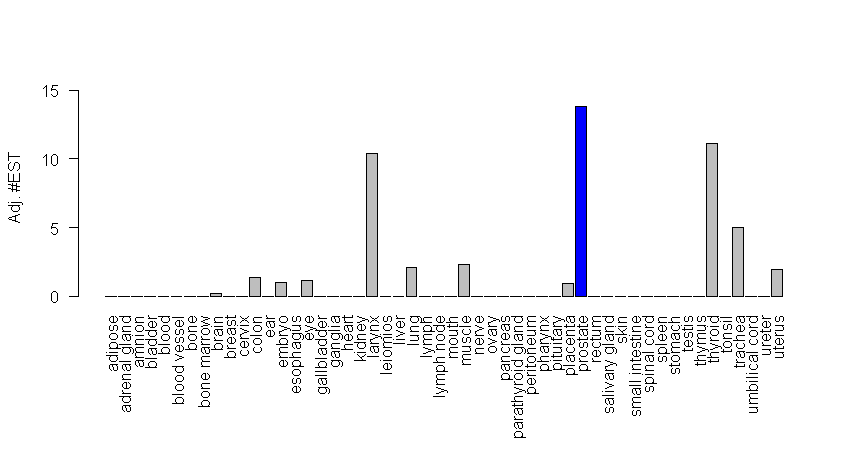 Adj. #EST
15
10
5
0
adipose
adrenal gland
amnion
bladder
blood
blood vessel
bone
bone marrow
brain
breast
cervix
colon
ear
embryo
esophagus
eye
gallbladder
ganglia
heart
kidney
larynx
leiomios
liver
lung
lymph
lymph node
mouth
muscle
nerve
ovary
pancreas
parathyroid gland
peritoneum
pharynx
pituitary
placenta
prostate
rectum
salivary gland
skin
small intestine
spinal cord
spleen
stomach
testis
thymus
thyroid
tonsil
trachea
umbilical cord
ureter
uterus